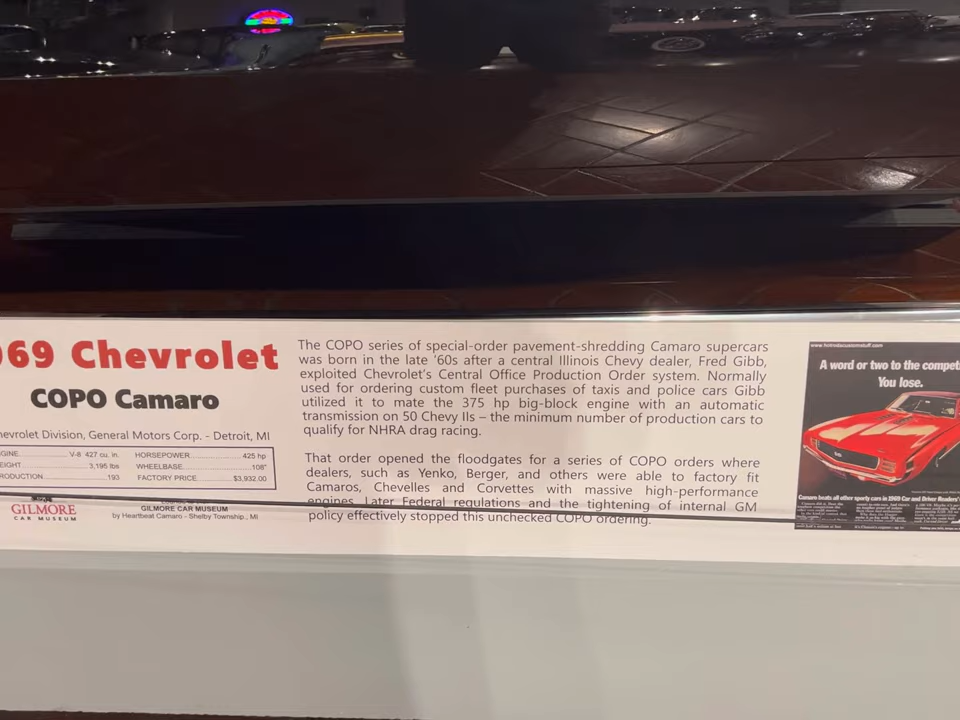 69 Chevrolet
COPO Camaro
hevrolet Division, General Motors Corp. - Detroit, MI
GINE V-8 427 cu. in. HORSEPOWER 425 hp
EIGHT 3,195 lbs WHEELBASE 108"
RODUCTION 193 FACTORY PRICE $3,932.00
GILMORE
CAR MUSEUM
GILMORE CAR MUSEUM
by Heartbeat Camaro - Shelby Township., MI
The COPO series of special-order pavement-shredding Camaro supercars
was born in the late '60s after a central Illinois Chevy dealer, Fred Gibb,
exploited Chevrolet's Central Office Production Order system. Normally
used for ordering custom fleet purchases of taxis and police cars Gibb
utilized it to mate the 375 hp big-block engine with an automatic
transmission on 50 Chevy IIs – the minimum number of production cars to
qualify for NHRA drag racing.
That order opened the floodgates for a series of COPO orders where
dealers, such as Yenko, Berger, and others were able to factory fit
Camaros, Chevelles and Corvettes with massive high-performance
engines. Later Federal regulations and the tightening of internal GM
policy effectively stopped this unchecked COPO ordering.
A word or two to the compet
You lose.
Camaro beats all other sporty cars in 1969 Car and Driver Readers'